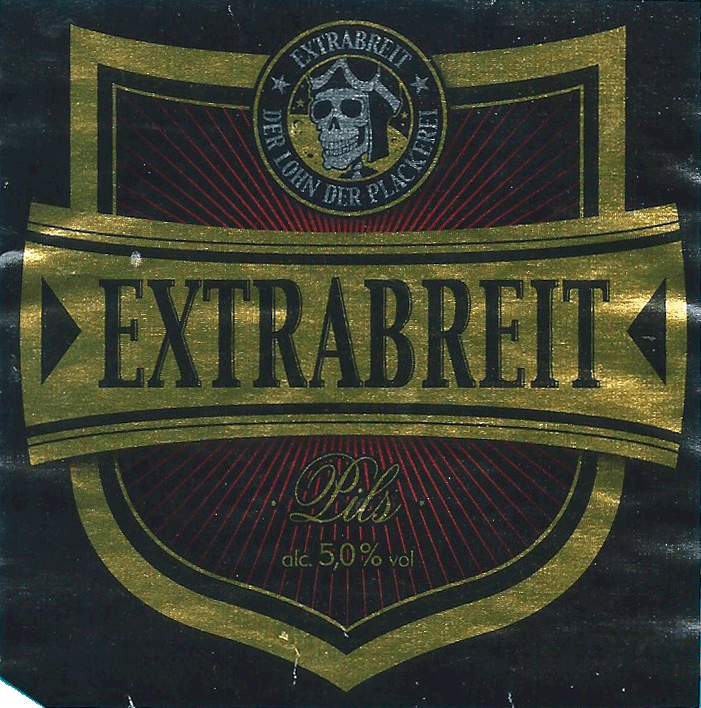 EXTRABREIT
DER LOHN DER PLACKEREI
EXTRABREIT
Pils
alc. 5,0 % vol